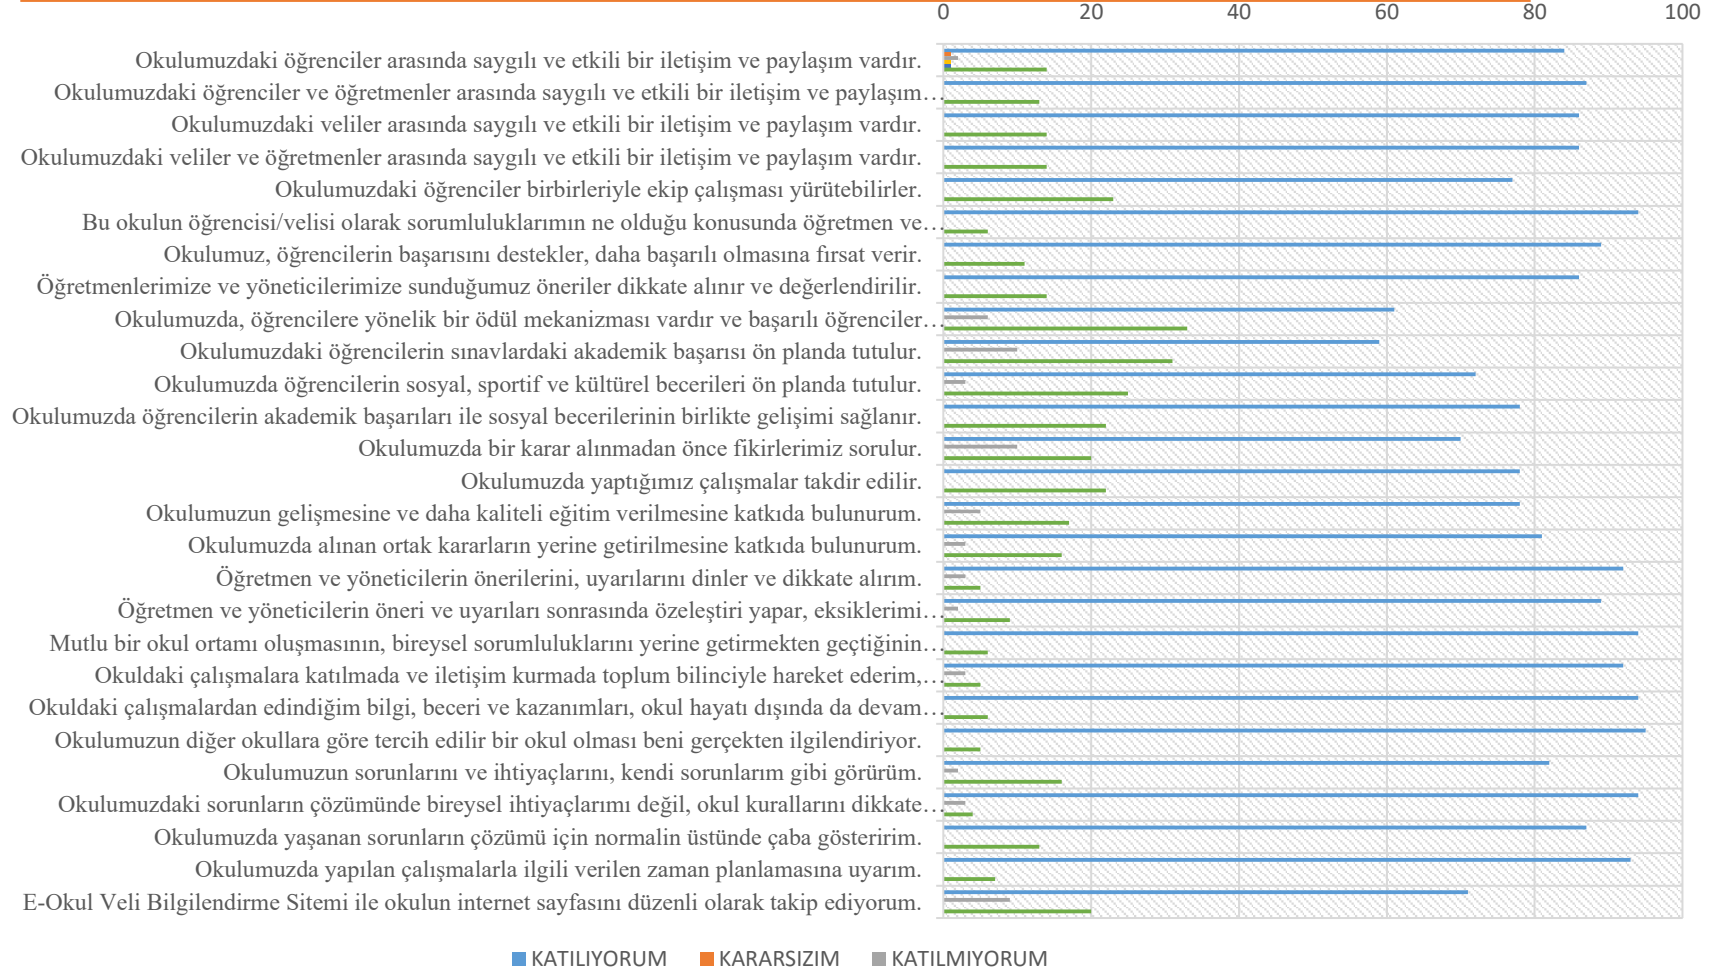 0 20 40 60 80 100
Okulumuzdaki öğrenciler arasında saygılı ve etkili bir iletişim ve paylaşım vardır.
Okulumuzdaki öğrenciler ve öğretmenler arasında saygılı ve etkili bir iletişim ve paylaşım…
Okulumuzdaki veliler arasında saygılı ve etkili bir iletişim ve paylaşım vardır.
Okulumuzdaki veliler ve öğretmenler arasında saygılı ve etkili bir iletişim ve paylaşım vardır.
Okulumuzdaki öğrenciler birbirleriyle ekip çalışması yürütebilirler.
Bu okulun öğrencisi/velisi olarak sorumluluklarımın ne olduğu konusunda öğretmen ve…
Okulumuz, öğrencilerin başarısını destekler, daha başarılı olmasına fırsat verir.
Öğretmenlerimize ve yöneticilerimize sunduğumuz öneriler dikkate alınır ve değerlendirilir.
Okulumuzda, öğrencilere yönelik bir ödül mekanizması vardır ve başarılı öğrenciler…
Okulumuzdaki öğrencilerin sınavlardaki akademik başarısı ön planda tutulur.
Okulumuzda öğrencilerin sosyal, sportif ve kültürel becerileri ön planda tutulur.
Okulumuzda öğrencilerin akademik başarıları ile sosyal becerilerinin birlikte gelişimi sağlanır.
Okulumuzda bir karar alınmadan önce fikirlerimiz sorulur.
Okulumuzda yaptığımız çalışmalar takdir edilir.
Okulumuzun gelişmesine ve daha kaliteli eğitim verilmesine katkıda bulunurum.
Okulumuzda alınan ortak kararların yerine getirilmesine katkıda bulunurum.
Öğretmen ve yöneticilerin önerilerini, uyarılarını dinler ve dikkate alırım.
Öğretmen ve yöneticilerin öneri ve uyarıları sonrasında özeleştiri yapar, eksiklerimi…
Mutlu bir okul ortamı oluşmasının, bireysel sorumluluklarını yerine getirmekten geçtiğinin…
Okuldaki çalışmalara katılmada ve iletişim kurmada toplum bilinciyle hareket ederim,…
Okuldaki çalışmalardan edindiğim bilgi, beceri ve kazanımları, okul hayatı dışında da devam…
Okulumuzun diğer okullara göre tercih edilir bir okul olması beni gerçekten ilgilendiriyor.
Okulumuzun sorunlarını ve ihtiyaçlarını, kendi sorunlarım gibi görürüm.
Okulumuzdaki sorunların çözümünde bireysel ihtiyaçlarımı değil, okul kurallarını dikkate…
Okulumuzda yaşanan sorunların çözümü için normalin üstünde çaba gösteririm.
Okulumuzda yapılan çalışmalarla ilgili verilen zaman planlamasına uyarım.
E-Okul Veli Bilgilendirme Sitemi ile okulun internet sayfasını düzenli olarak takip ediyorum.
KATILIYORUM KARARSIZIM KATILMIYORUM